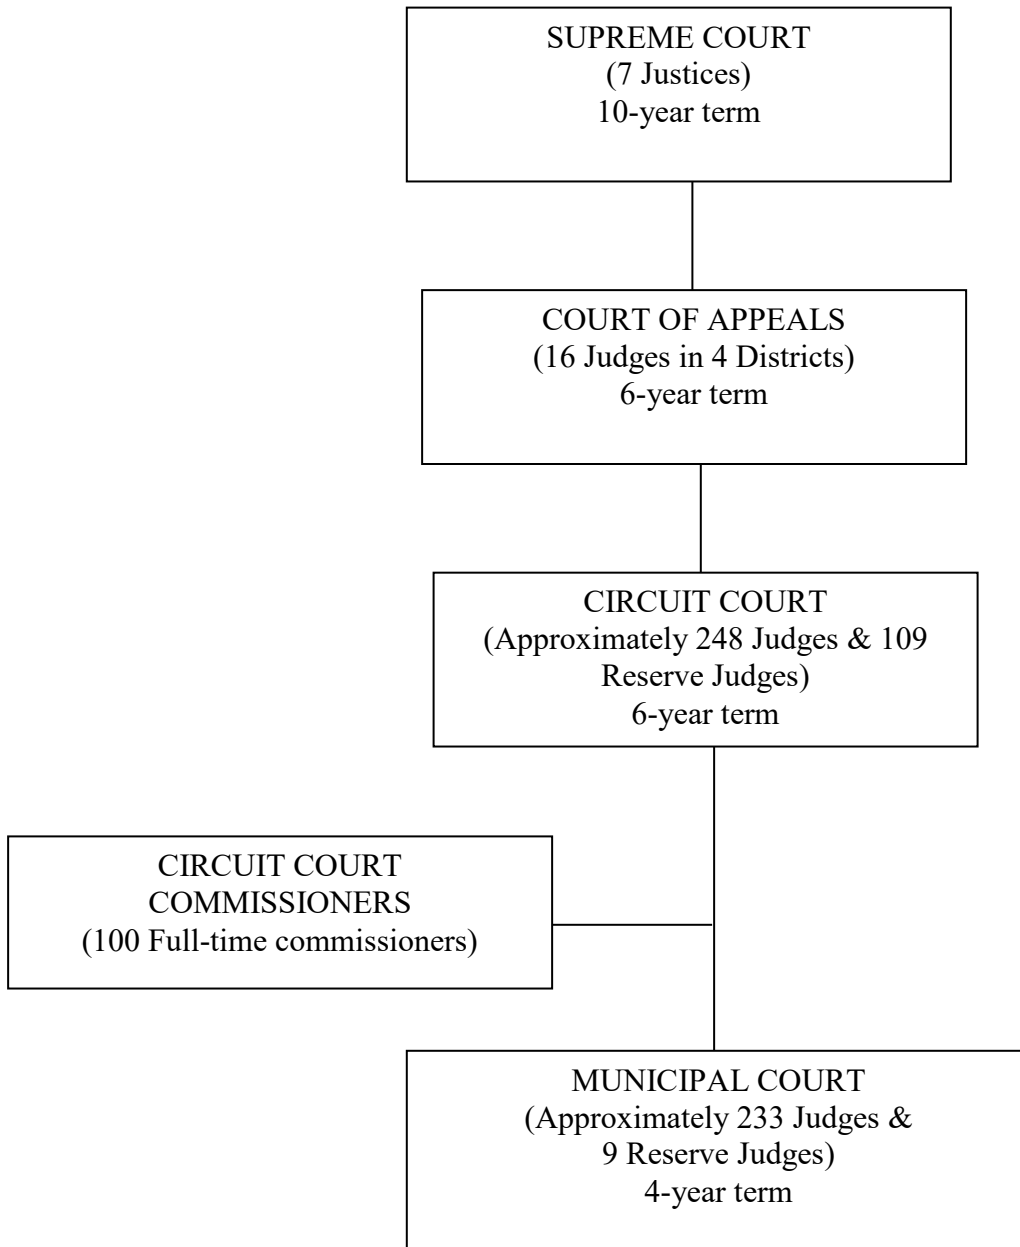 SUPREME COURT
(7 Justices)
10-year term
COURT OF APPEALS
(16 Judges in 4 Districts)
6-year term
CIRCUIT COURT
(Approximately 248 Judges & 109
Reserve Judges)
6-year term
CIRCUIT COURT
COMMISSIONERS
(100 Full-time commissioners)
MUNICIPAL COURT
(Approximately 233 Judges &
9 Reserve Judges)
4-year term